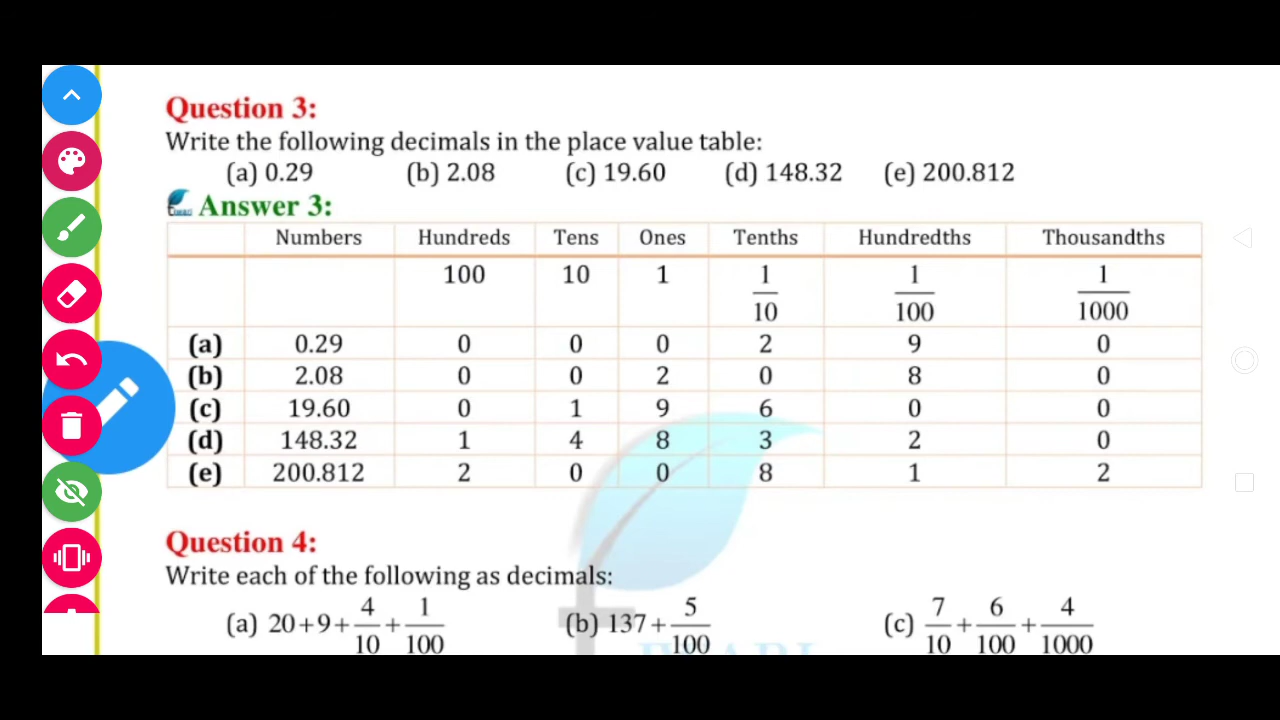 Question 3:
Write the following decimals in the place value table:
(a) 0.29 (b) 2.08 (c) 19.60 (d) 148.32 (e) 200.812
Answer 3:
Numbers Hundreds Tens Ones Tenths Hundredths Thousandths
100 10 1 1/10 1/100 1/1000
(a) 0.29 0 0 0 2 9 0
(b) 2.08 0 0 2 0 8 0
(c) 19.60 0 1 9 6 0 0
(d) 148.32 1 4 8 3 2 0
(e) 200.812 2 0 0 8 1 2
Question 4:
Write each of the following as decimals:
(a) 20+9+4/10+1/100 (b) 137+5/100 (c) 7/10+6/100+4/1000